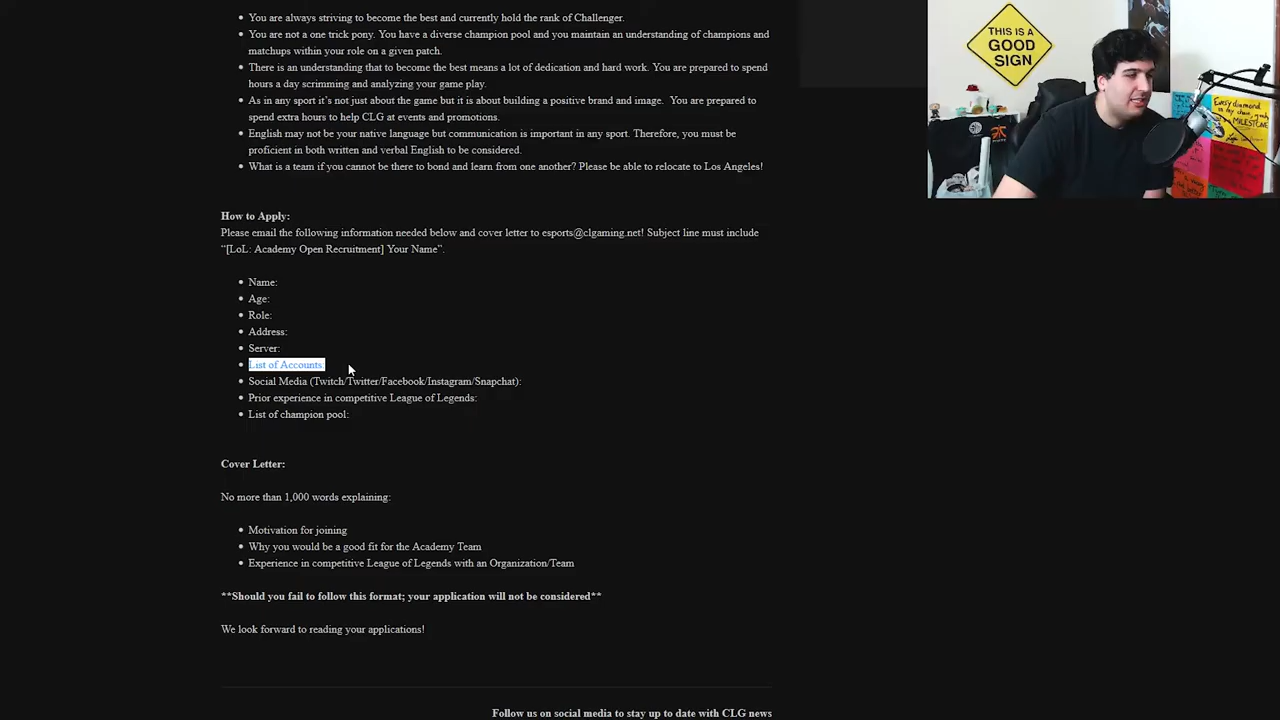 You are always striving to become the best and currently hold the rank of Challenger.
You are not a one trick pony. You have a diverse champion pool and you maintain an understanding of champions and
matchups within your role on a given patch.
There is an understanding that to become the best means a lot of dedication and hard work. You are prepared to spend
hours a day scrimming and analyzing your game play.
As in any sport it's not just about the game but it is about building a positive brand and image. You are prepared to
spend extra hours to help CLG at events and promotions.
English may not be your native language but communication is important in any sport. Therefore, you must be
proficient in both written and verbal English to be considered.
What is a team if you cannot be there to bond and learn from one another? Please be able to relocate to Los Angeles!
THIS IS A
GOOD
SIGN
How to Apply:
Please email the following information needed below and cover letter to esports@clgaming.net! Subject line must include
“[LoL: Academy Open Recruitment] Your Name”.
Name:
Age:
Role:
Address:
Server:
List of Accounts
Social Media (Twitch/Twitter/Facebook/Instagram/Snapchat):
Prior experience in competitive League of Legends:
List of champion pool:
Cover Letter:
No more than 1,000 words explaining:
Motivation for joining
Why you would be a good fit for the Academy Team
Experience in competitive League of Legends with an Organization/Team
**Should you fail to follow this format; your application will not be considered**
We look forward to reading your applications!
Follow us on social media to stay up to date with CLG news